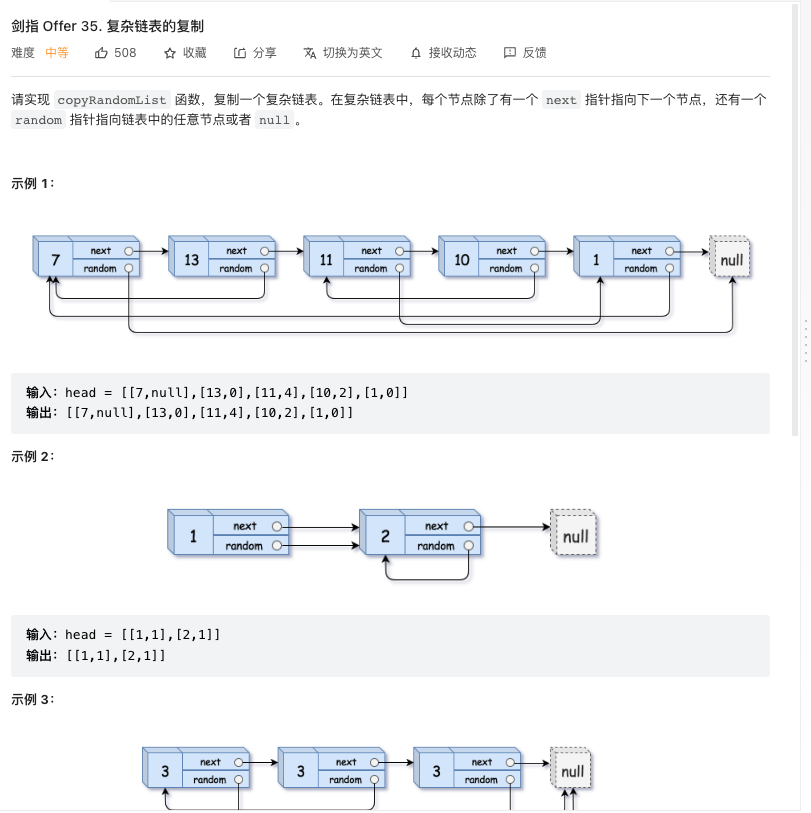 剑指 Offer 35. 复杂链表的复制
难度 中等 508 收藏 分享 切换为英文 接收动态 反馈
请实现 copyRandomList 函数，复制一个复杂链表。在复杂链表中，每个节点除了有一个 next 指针指向下一个节点，还有一个
random 指针指向链表中的任意节点或者 null 。
示例 1：
7 next random 13 next random 11 next random 10 next random 1 next random null
输入：head = [[7,null],[13,0],[11,4],[10,2],[1,0]]
输出：[[7,null],[13,0],[11,4],[10,2],[1,0]]
示例 2：
1 next random 2 next random null
输入：head = [[1,1],[2,1]]
输出：[[1,1],[2,1]]
示例 3：
3 next random 3 next random 3 next random null